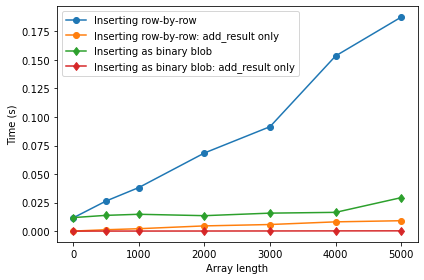 Inserting row-by-row
Inserting row-by-row: add_result only
Inserting as binary blob
Inserting as binary blob: add_result only
0.175
0.150
0.125
0.100
0.075
0.050
0.025
0.000
Time (s)
0 1000 2000 3000 4000 5000
Array length